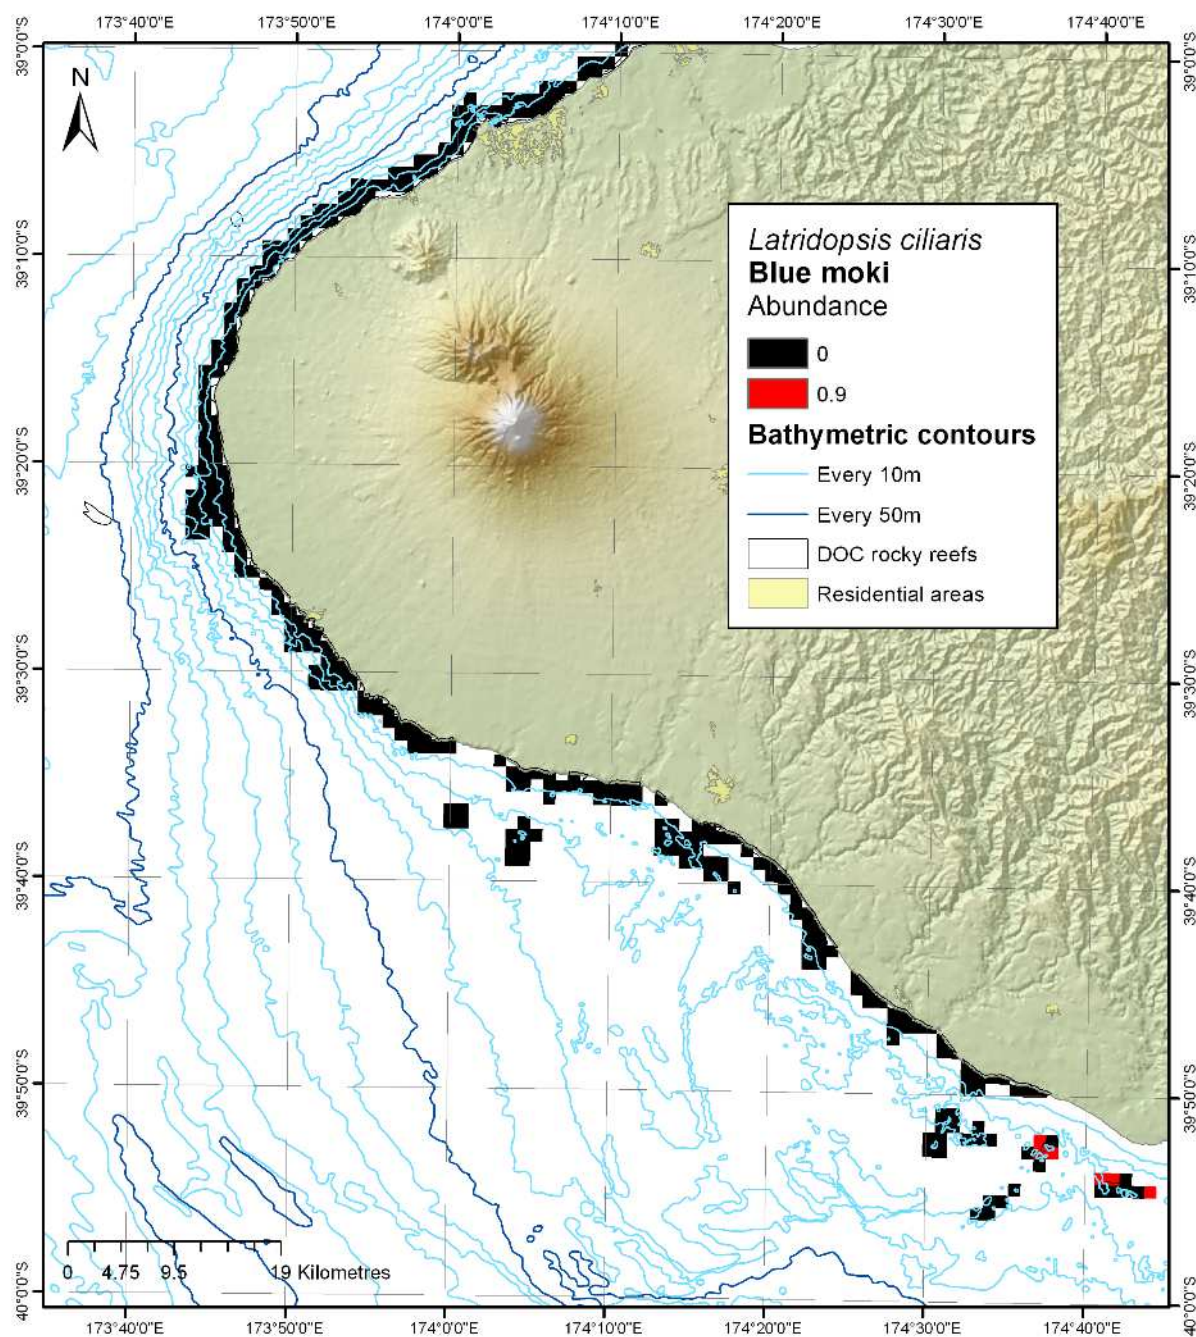 173°40'0"E 173°50'0"E 174°0'0"E 174°10'0"E 174°20'0"E 174°30'0"E 174°40'0"E
39°0'0"S 39°0'0"S
N
39°10'0"S 39°10'0"S
Latridopsis ciliaris
Blue moki
Abundance
0
0.9
Bathymetric contours
Every 10m
Every 50m
DOC rocky reefs
Residential areas
39°20'0"S 39°20'0"S
39°30'0"S 39°30'0"S
39°40'0"S 39°40'0"S
39°50'0"S 39°50'0"S
0 4.75 9.5 19 Kilometres
40°0'0"S 40°0'0"S
173°40'0"E 173°50'0"E 174°0'0"E 174°10'0"E 174°20'0"E 174°30'0"E 174°40'0"E